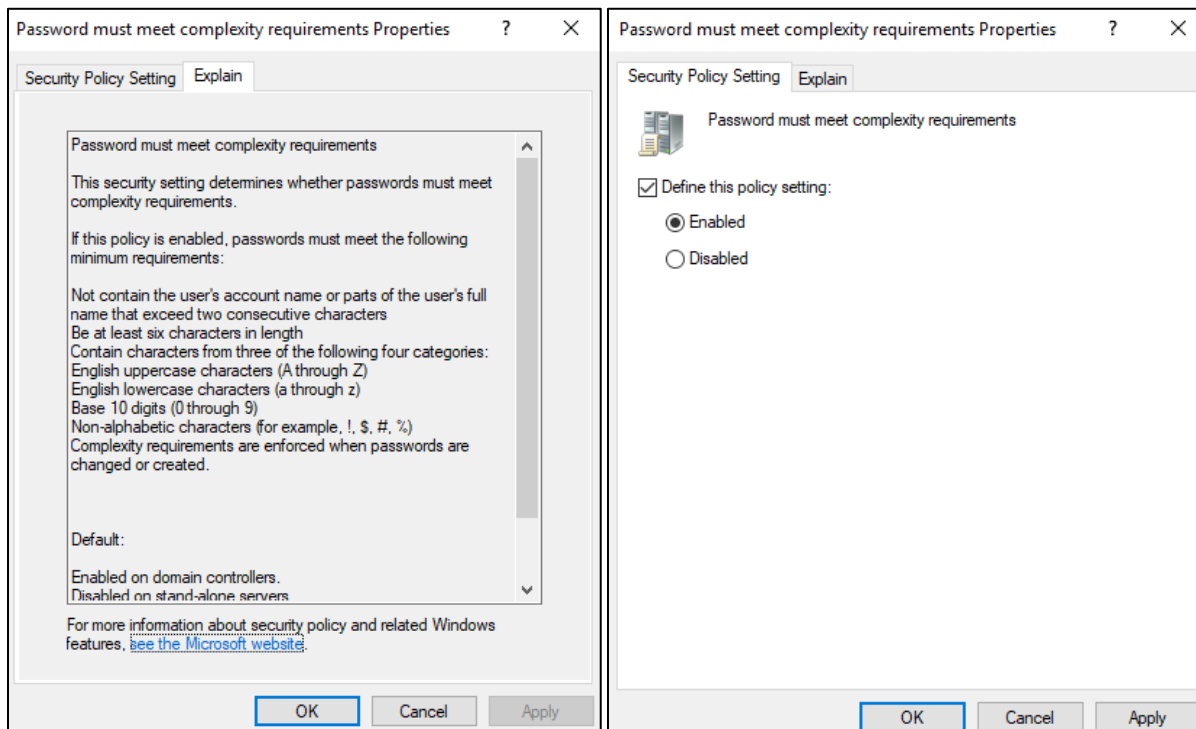 Password must meet complexity requirements Properties ? X
Security Policy Setting Explain
Password must meet complexity requirements
This security setting determines whether passwords must meet
complexity requirements.
If this policy is enabled, passwords must meet the following
minimum requirements:
Not contain the user's account name or parts of the user's full
name that exceed two consecutive characters
Be at least six characters in length
Contain characters from three of the following four categories:
English uppercase characters (A through Z)
English lowercase characters (a through z)
Base 10 digits (0 through 9)
Non-alphabetic characters (for example, !, $, #, %)
Complexity requirements are enforced when passwords are
changed or created.
Default:
Enabled on domain controllers.
Disabled on stand-alone servers
For more information about security policy and related Windows
features, see the Microsoft website.
OK Cancel Apply
Password must meet complexity requirements Properties ? X
Security Policy Setting Explain
Password must meet complexity requirements
Define this policy setting:
Enabled
Disabled
OK Cancel Apply